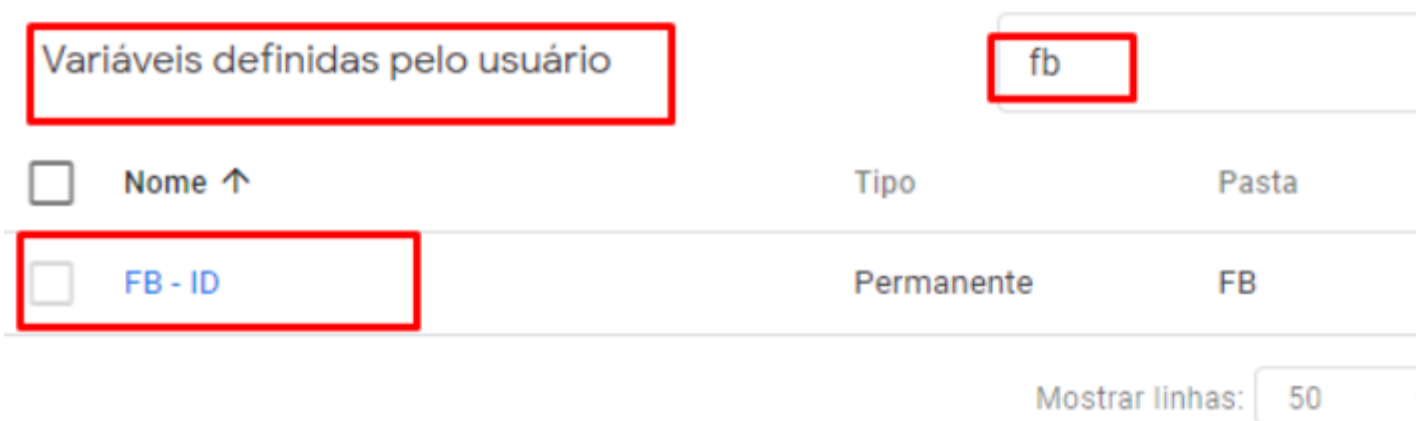 Variáveis definidas pelo usuário fb
Nome ↑ Tipo Pasta
FB - ID Permanente FB
Mostrar linhas: 50